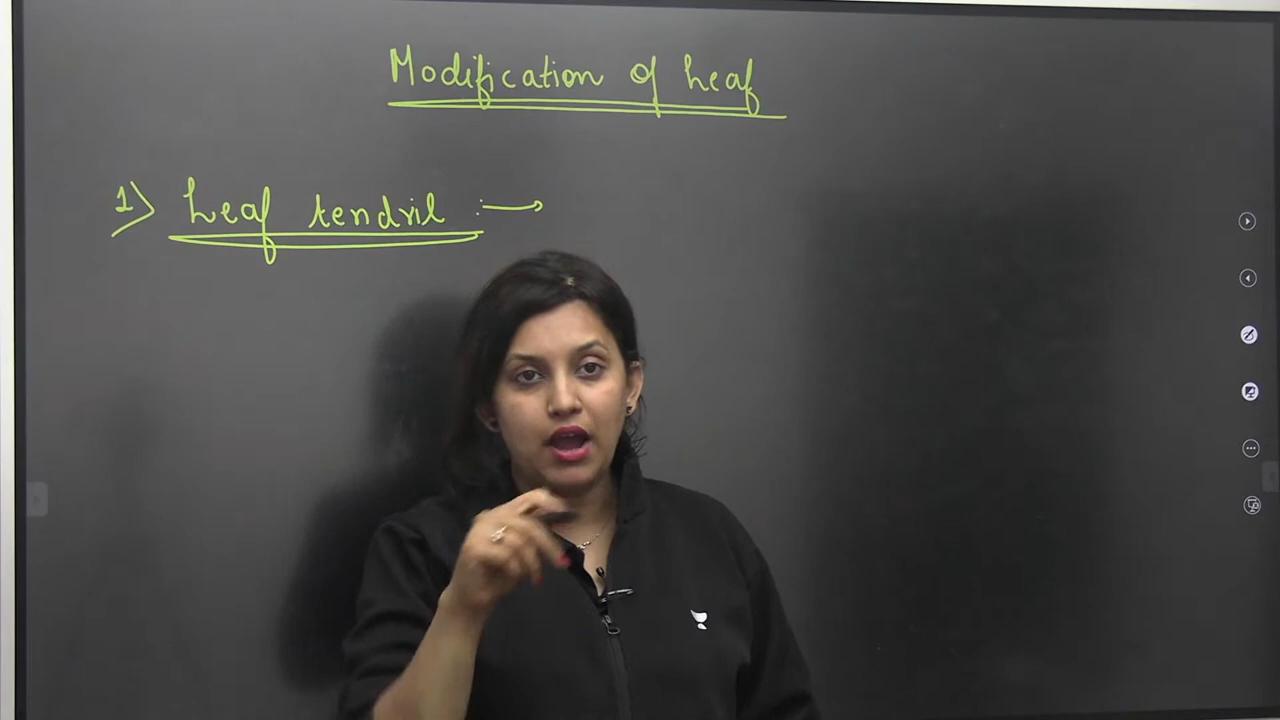 Modification of Leaf
1) Leaf tendril :→